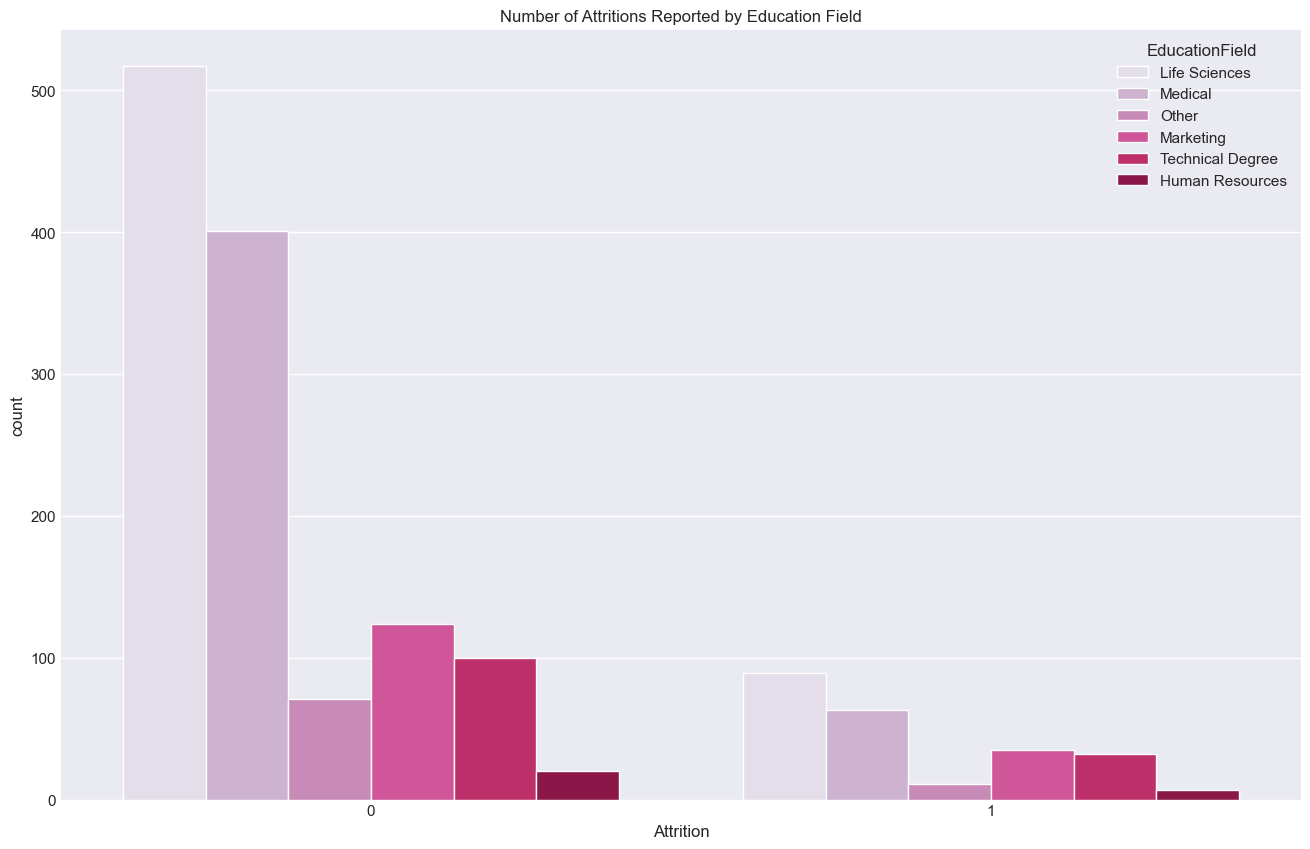 Number of Attritions Reported by Education Field
EducationField
Life Sciences
Medical
Other
Marketing
Technical Degree
Human Resources
500
400
300
200
100
0
count
0
1
Attrition